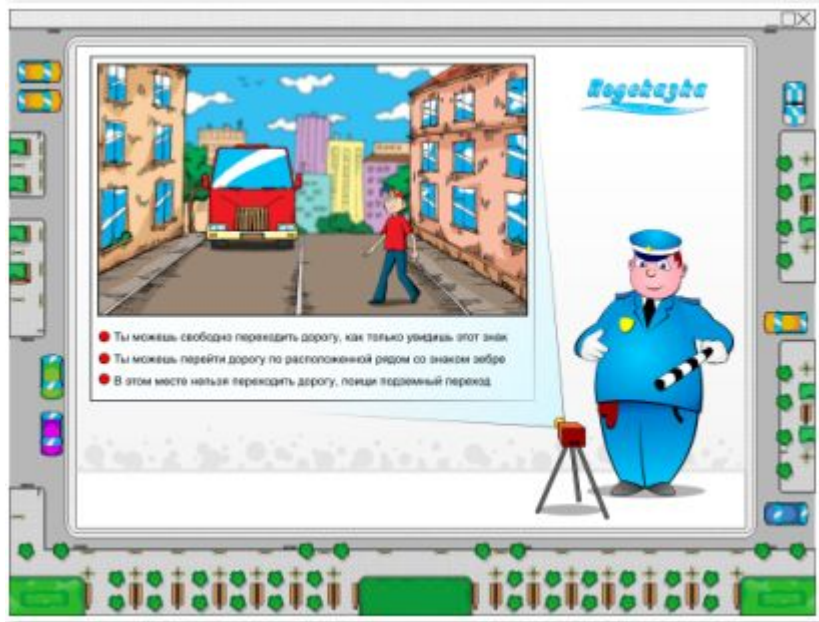 Подсказка
Ты можешь свободно переходить дорогу, как только увидишь этот знак
Ты можешь перейти дорогу по расположенной рядом со знаком зебре
В этом месте нельзя переходить дорогу, поищи подземный переход